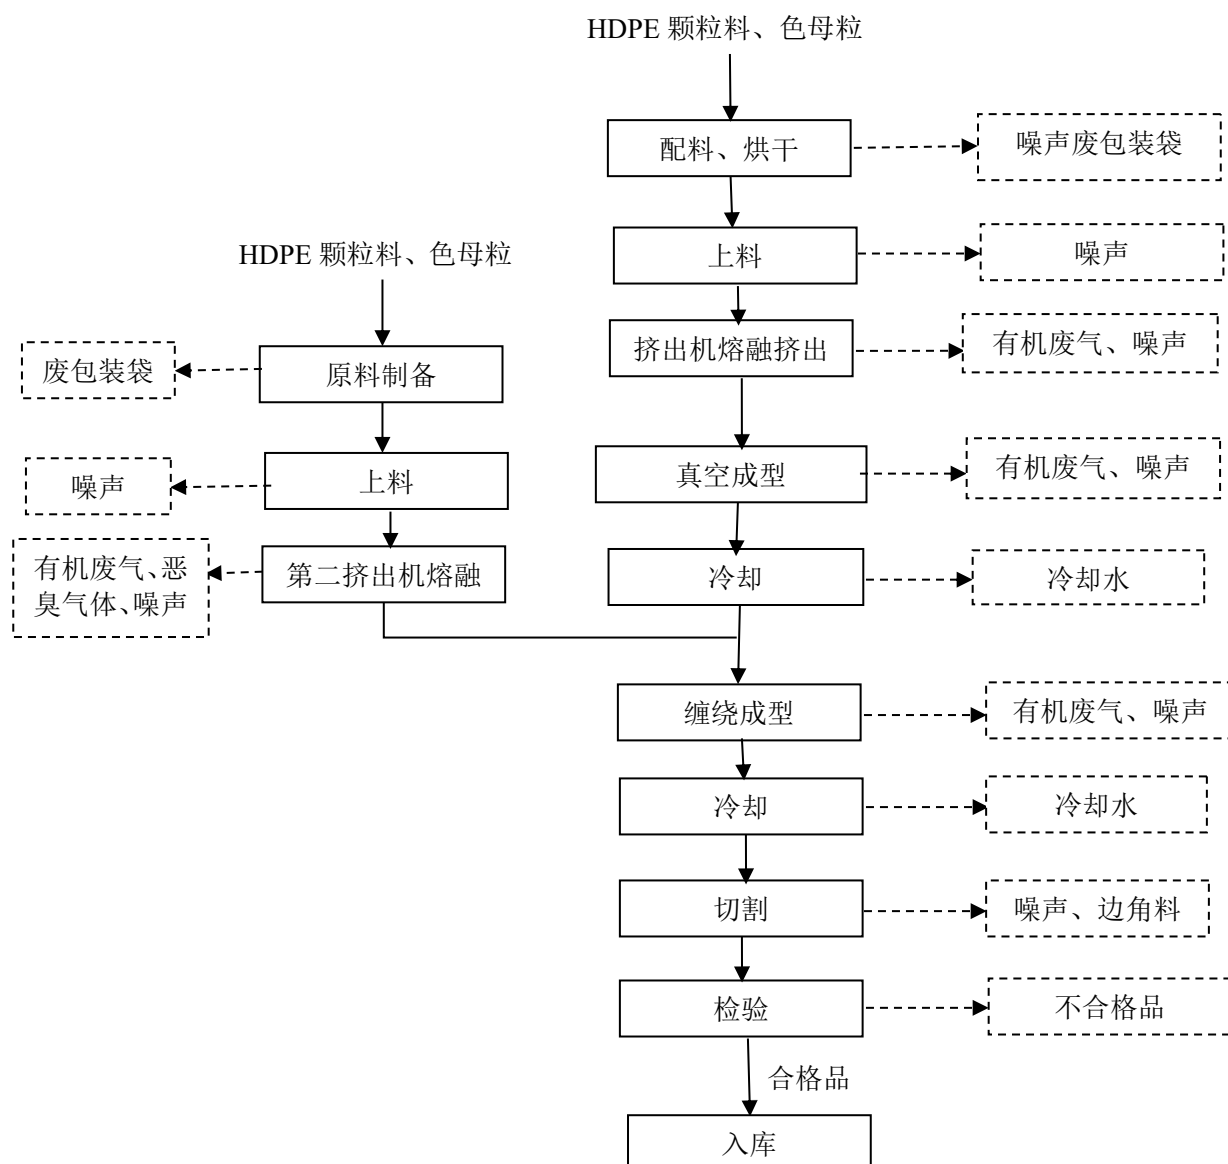 HDPE 颗粒料、色母粒
配料、烘干
噪声废包装袋
上料
噪声
HDPE 颗粒料、色母粒
挤出机熔融挤出
有机废气、噪声
废包装袋
原料制备
真空成型
有机废气、噪声
噪声
上料
有机废气、恶
臭气体、噪声
第二挤出机熔融
冷却
冷却水
缠绕成型
有机废气、噪声
冷却
冷却水
切割
噪声、边角料
检验
不合格品
合格品
入库